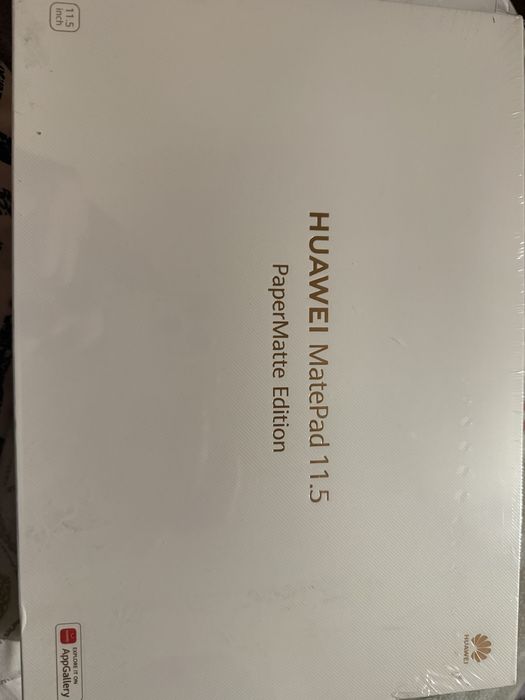 11.5
inch
HUAWEI
HUAWEI MatePad 11.5
PaperMatte Edition
EXPLORE IT ON
AppGallery